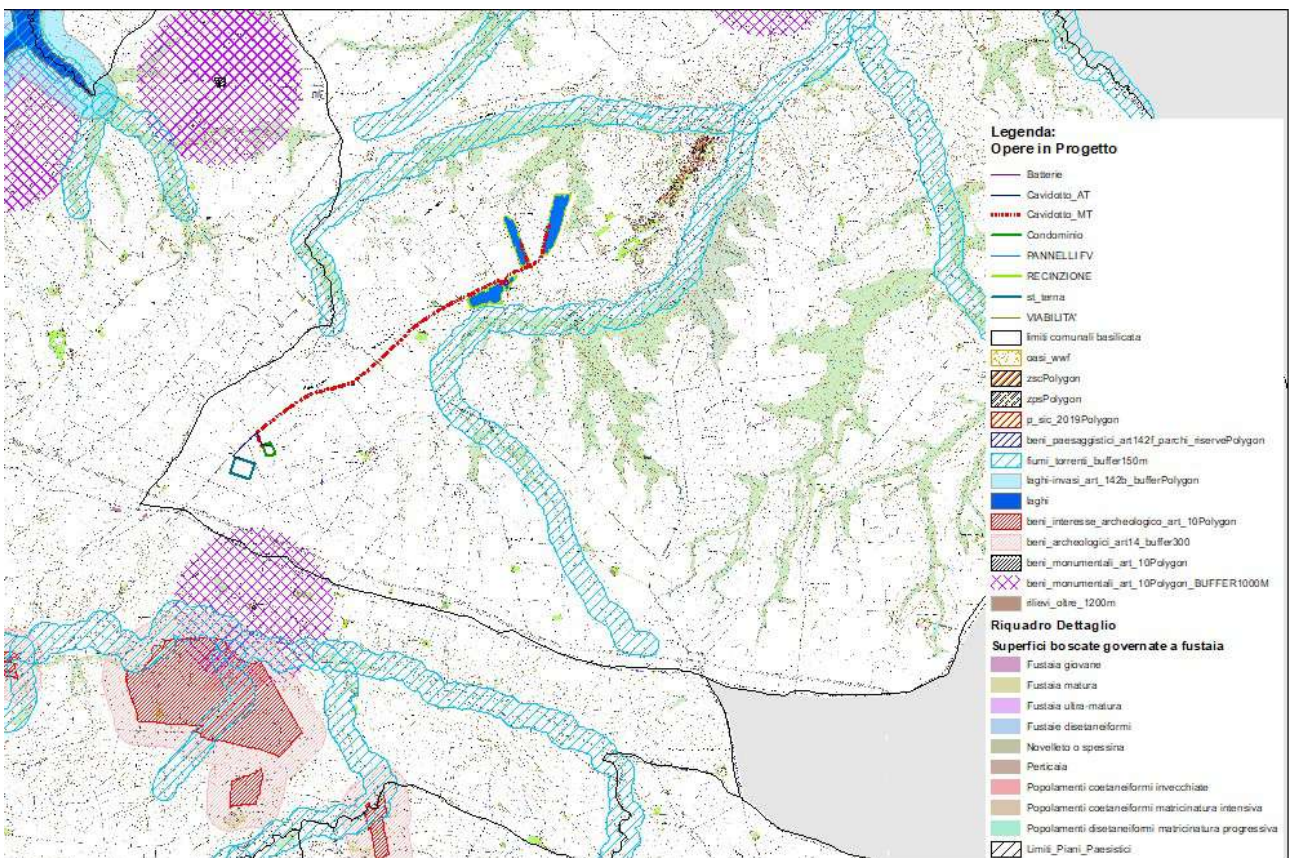 Legenda:
Opere in Progetto
Batterie
Cavidotto_AT
Cavidotto_MT
Condominio
PANNELLI FV
RECINZIONE
st_terna
VIABILITA'
limiti comunali basilicata
oasi_wwf
zscPolygon
zpsPolygon
p_sic_2019Polygon
beni_paesaggistici_art142f_parchi_riservePolygon
fiumi_torrenti_buffer150m
laghi-invasi_art_142b_bufferPolygon
laghi
beni_interesse_archeologico_art_10Polygon
beni_archeologici_art14_buffer300
beni_monumentali_art_10Polygon
beni_monumentali_art_10Polygon_BUFFER1000M
rilievi_oltre_1200m
Riquadro Dettaglio
Superfici boscate governate a fustaia
Fustaia giovane
Fustaia matura
Fustaia ultra-matura
Fustaie disetaneiformi
Novelleto o spessina
Perticaia
Popolamenti coetaneiformi invecchiate
Popolamenti coetaneiformi matricinatura intensiva
Popolamenti disetaneiformi matricinatura progressiva
Limiti_Piani_Paesistici